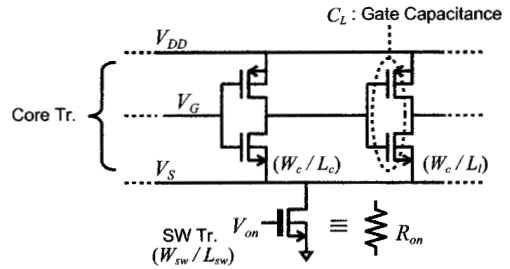 C_L : Gate Capacitance
V_DD
Core Tr.
V_G
(W_c / L_c)
(W_c / L_l)
V_S
SW Tr.
(W_sw / L_sw)
V_on
≡
R_on